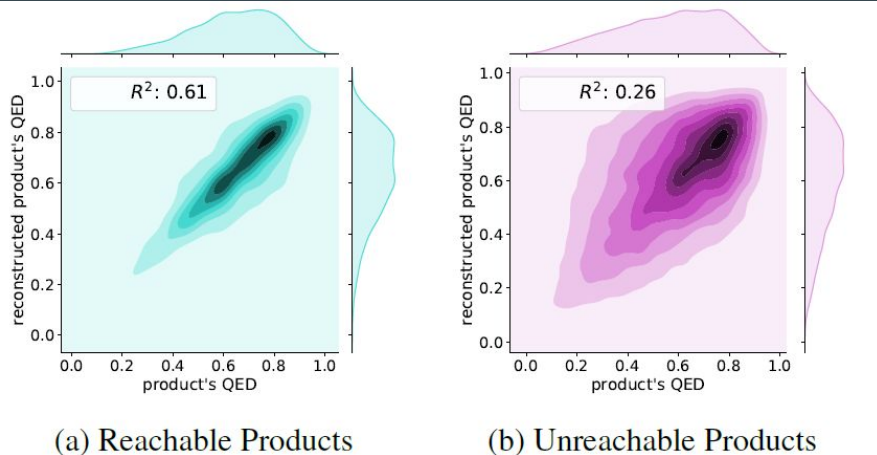 R²: 0.61
reconstructed product's QED
1.0
0.8
0.6
0.4
0.2
0.0
0.0 0.2 0.4 0.6 0.8 1.0
product's QED
(a) Reachable Products
R²: 0.26
reconstructed product's QED
1.0
0.8
0.6
0.4
0.2
0.0
0.0 0.2 0.4 0.6 0.8 1.0
product's QED
(b) Unreachable Products